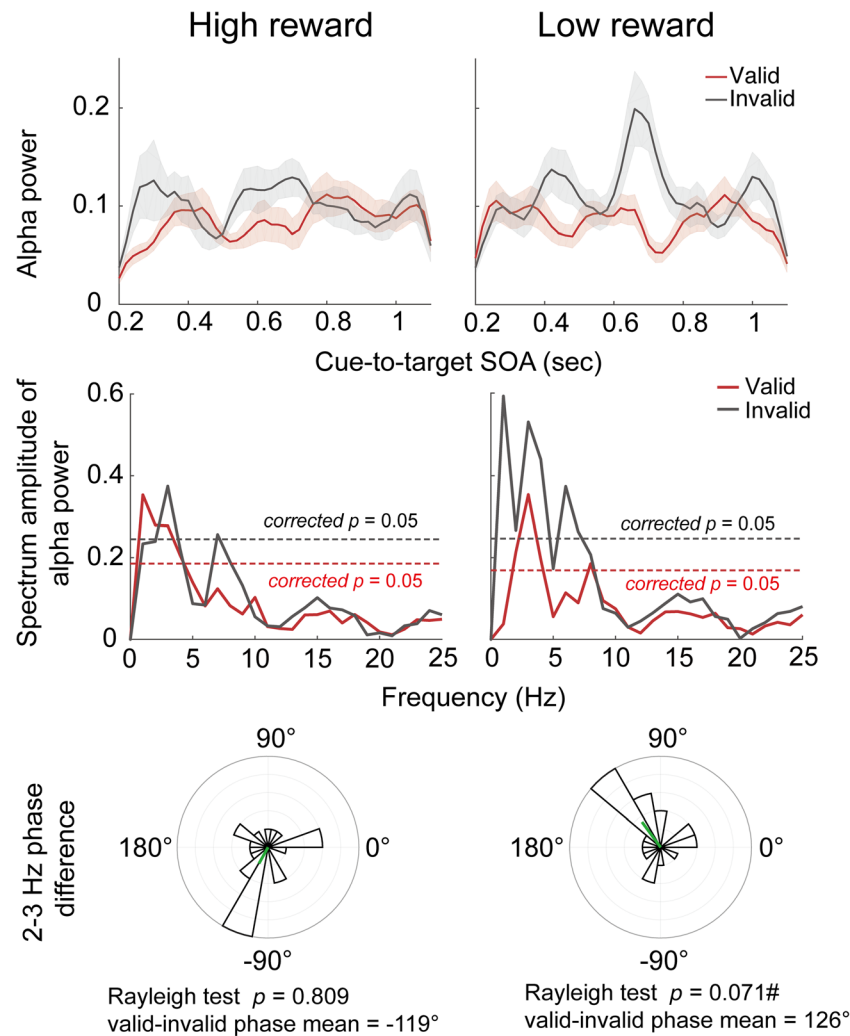 High reward
Low reward
Alpha power
0.2
0.1
0
Valid
Invalid
0.2
0.4
0.6
0.8
1
0.2
0.4
0.6
0.8
1
Cue-to-target SOA (sec)
Spectrum amplitude of
alpha power
0.6
0.4
0.2
0
Valid
Invalid
corrected p = 0.05
corrected p = 0.05
corrected p = 0.05
corrected p = 0.05
0
5
10
15
20
25
0
5
10
15
20
25
Frequency (Hz)
2-3 Hz phase
difference
90°
180°
0°
-90°
90°
180°
0°
-90°
Rayleigh test p = 0.809
valid-invalid phase mean = -119°
Rayleigh test p = 0.071#
valid-invalid phase mean = 126°